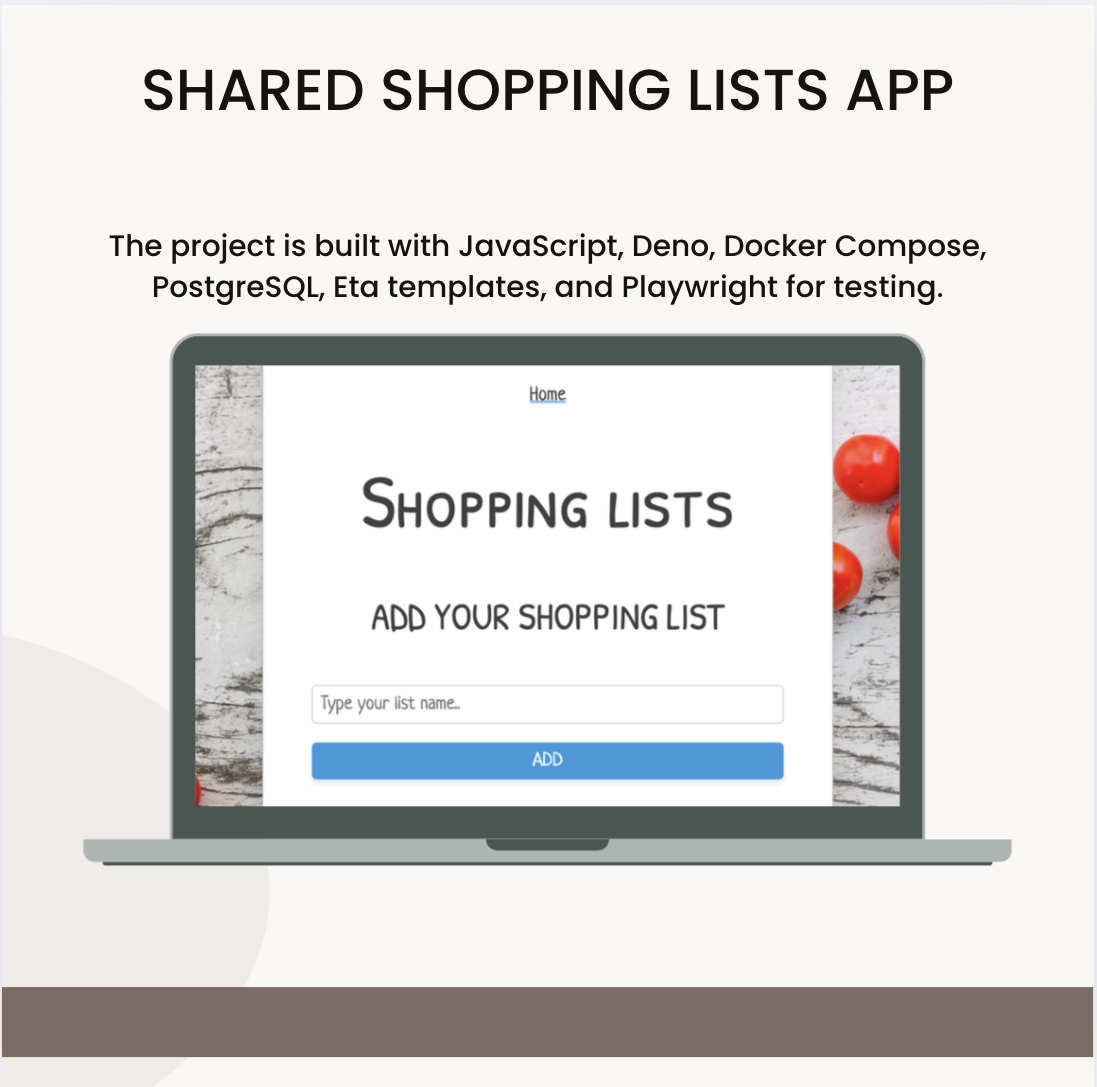 SHARED SHOPPING LISTS APP
The project is built with JavaScript, Deno, Docker Compose,
PostgreSQL, Eta templates, and Playwright for testing.
Home
SHOPPING LISTS
ADD YOUR SHOPPING LIST
Type your list name..
ADD